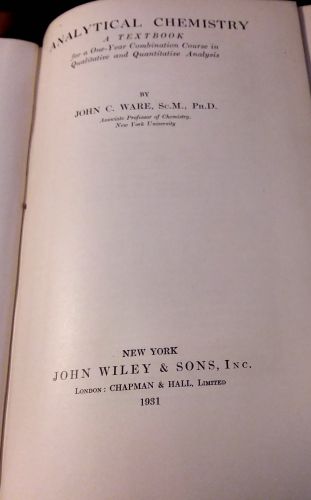 ANALYTICAL CHEMISTRY
A TEXTBOOK
for a One-Year Combination Course in
Qualitative and Quantitative Analysis
BY
JOHN C. WARE, Sc.M., Ph.D.
Associate Professor of Chemistry,
New York University
NEW YORK
JOHN WILEY & SONS, Inc.
London: CHAPMAN & HALL, Limited
1931